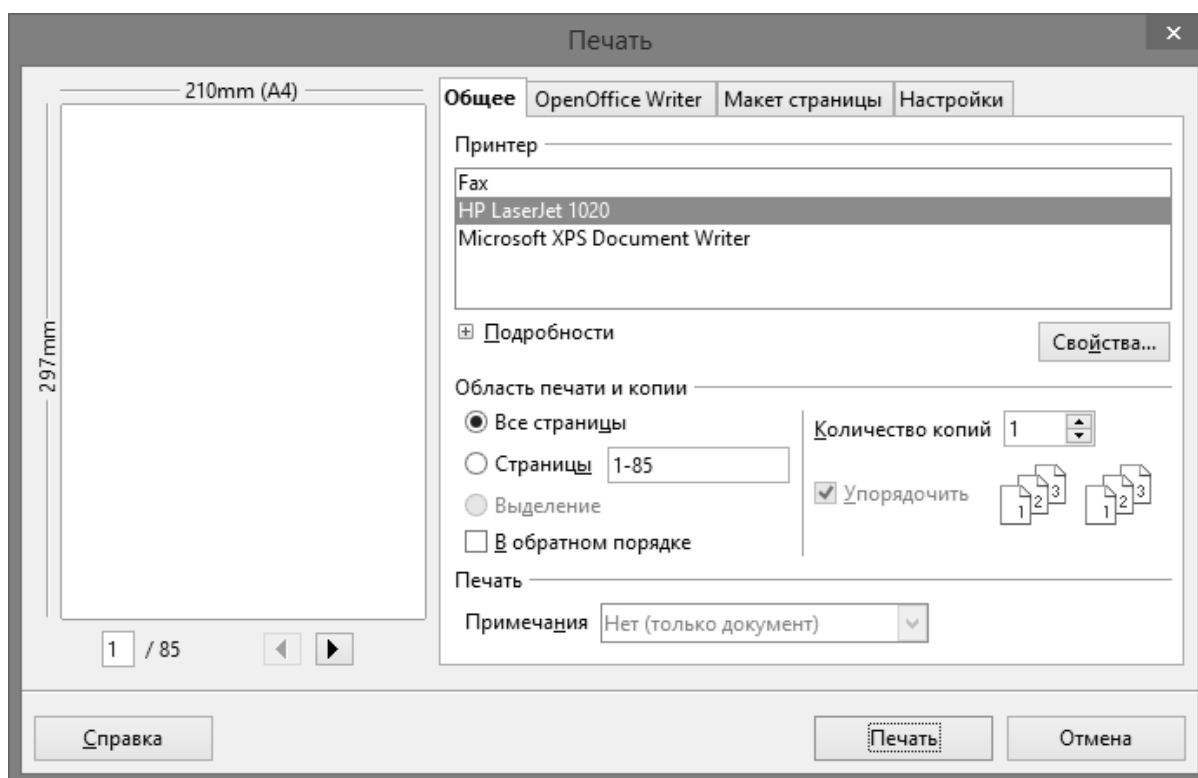 Печать
210mm (A4)
297mm
1 / 85
Общее OpenOffice Writer Макет страницы Настройки
Принтер
Fax
HP LaserJet 1020
Microsoft XPS Document Writer
Подробности
Свойства...
Область печати и копии
Все страницы
Страницы 1-85
Выделение
В обратном порядке
Количество копий 1
Упорядочить
1 2 3 1 2 3
Печать
Примечания Нет (только документ)
Справка Печать Отмена